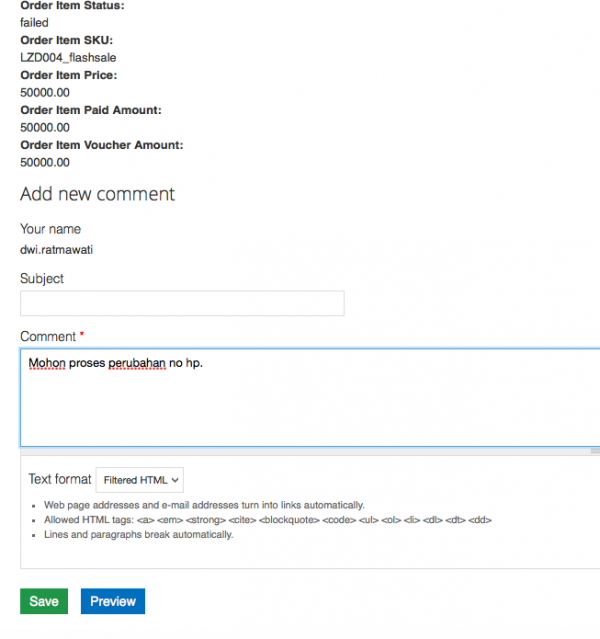 Order Item Status:
failed
Order Item SKU:
LZD004_flashsale
Order Item Price:
50000.00
Order Item Paid Amount:
50000.00
Order Item Voucher Amount:
50000.00
Add new comment
Your name
dwi.ratmawati
Subject
Comment *
Mohon proses perubahan no hp.
Text format Filtered HTML
Web page addresses and e-mail addresses turn into links automatically.
Allowed HTML tags: <a> <em> <strong> <cite> <blockquote> <code> <ul> <ol> <li> <dl> <dt> <dd>
Lines and paragraphs break automatically.
Save Preview